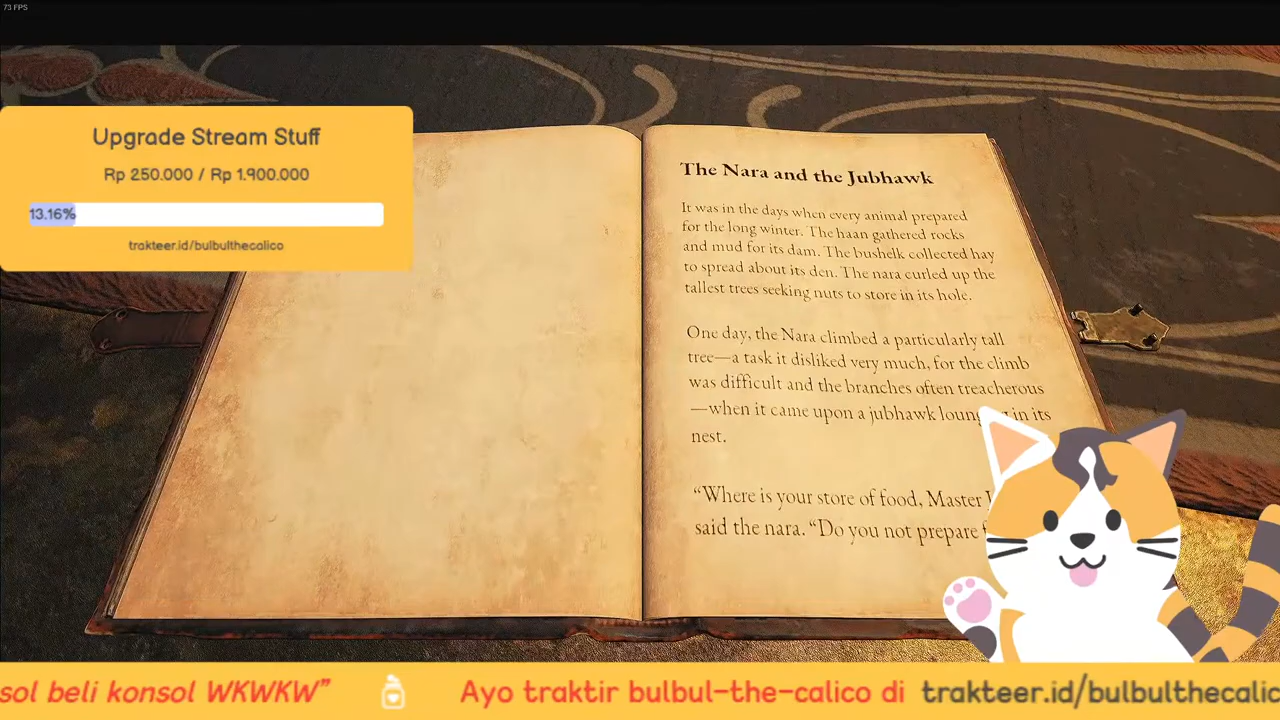 73 FPS
Upgrade Stream Stuff
Rp 250.000 / Rp 1.900.000
13.16%
trakteer.id/bulbulthecalico
The Nara and the Jubhawk
It was in the days when every animal prepared
for the long winter. The haan gathered rocks
and mud for its dam. The bushelk collected hay
to spread about its den. The nara curled up the
tallest trees seeking nuts to store in its hole.
One day, the Nara climbed a particularly tall
tree—a task it disliked very much, for the climb
was difficult and the branches often treacherous
—when it came upon a jubhawk in its
nest.
“Where is your store of food, Master
said the nara. “Do you not prepare
sol beli konsol WKWKW”
Ayo traktir bulbul-the-calico di trakteer.id/bulbulthecalic